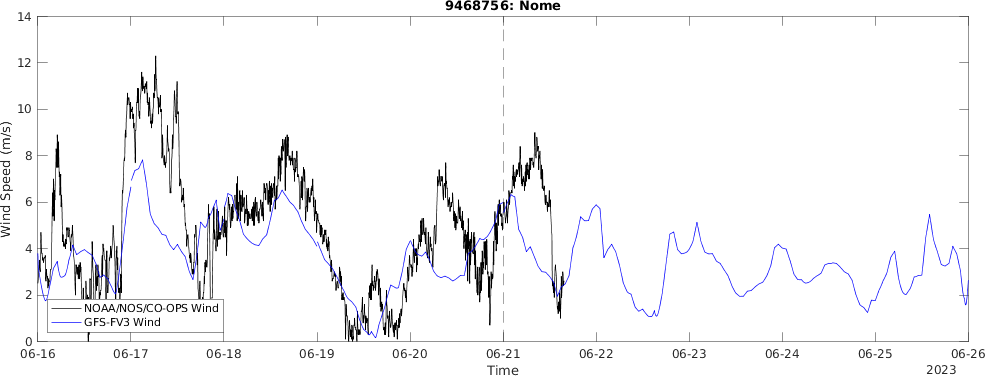 9468756: Nome
14
12
10
8
6
4
2
0
Wind Speed (m/s)
NOAA/NOS/CO-OPS Wind
GFS-FV3 Wind
06-16 06-17 06-18 06-19 06-20 06-21 06-22 06-23 06-24 06-25 06-26
Time
2023